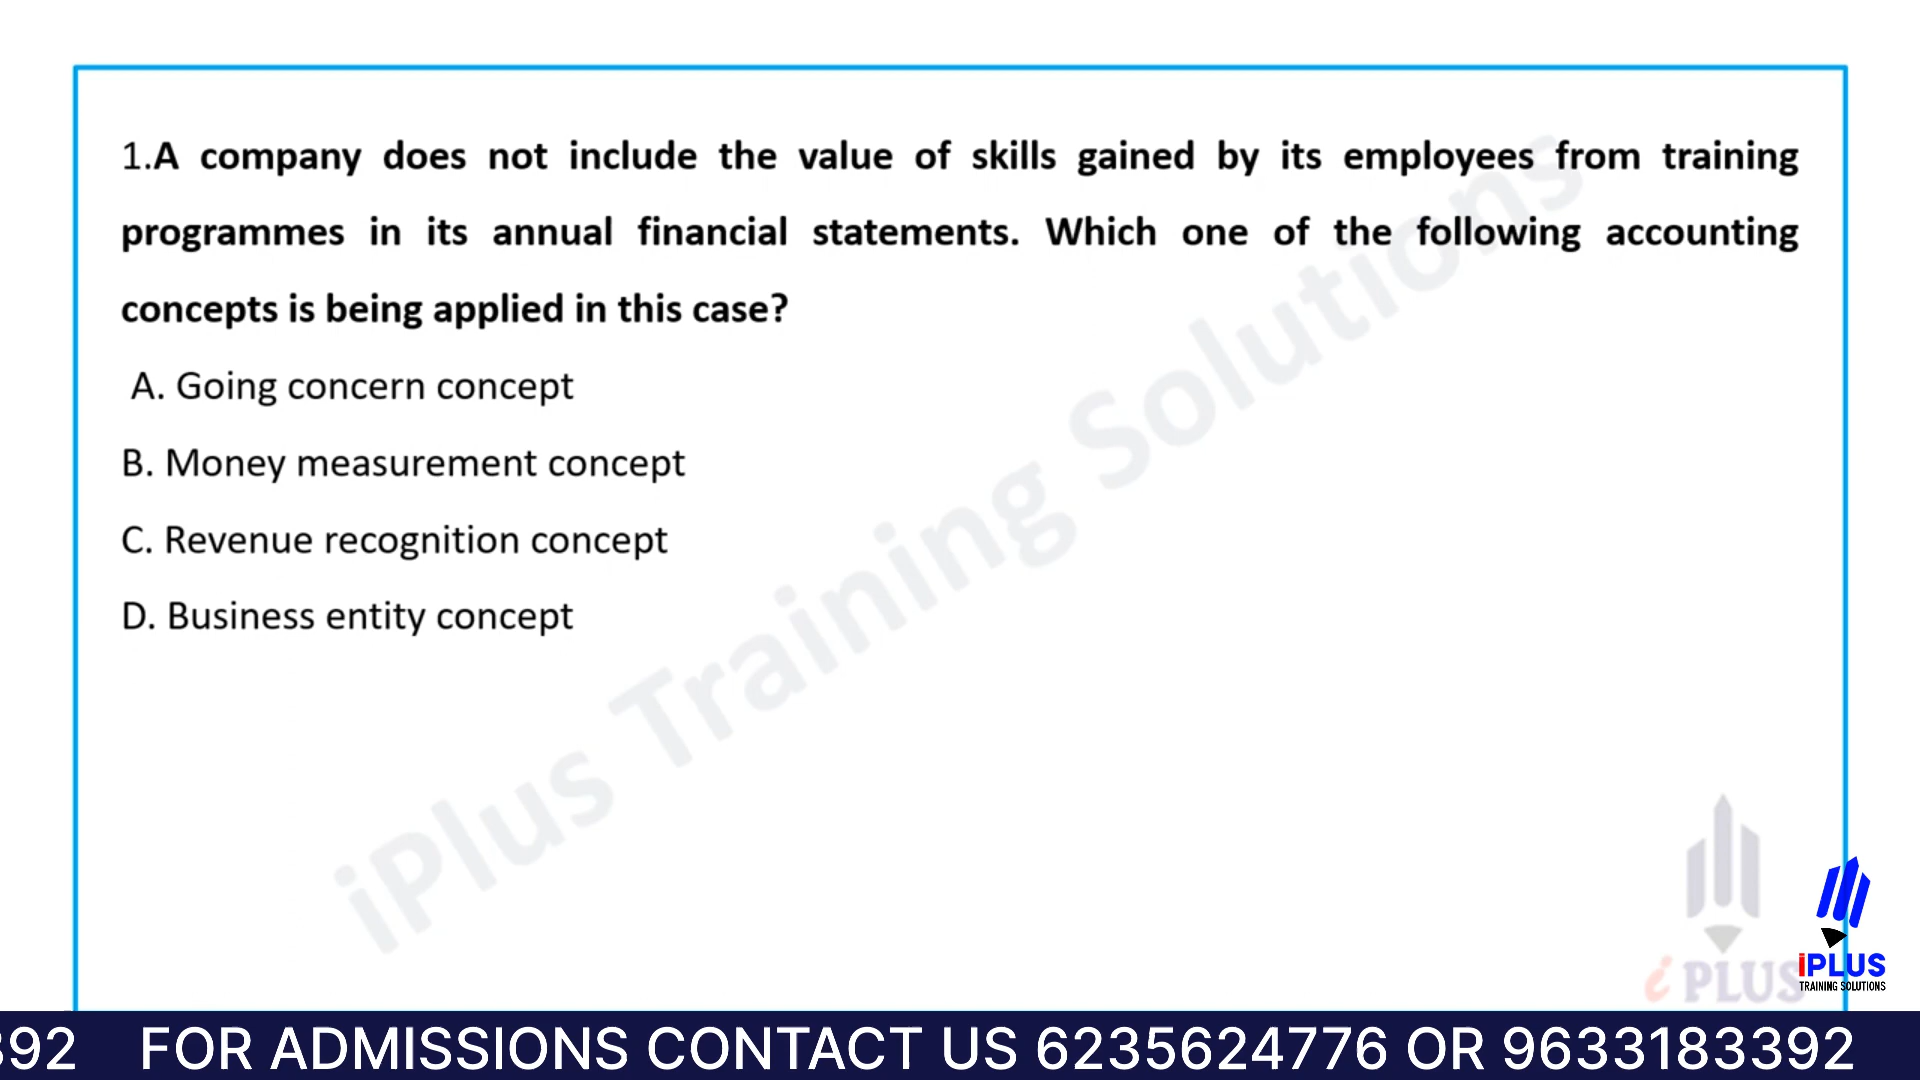 1.A company does not include the value of skills gained by its employees from training
programmes in its annual financial statements. Which one of the following accounting
concepts is being applied in this case?
A. Going concern concept
B. Money measurement concept
C. Revenue recognition concept
D. Business entity concept
iPlus Training Solutions
i PLUS
iPLUS
TRAINING SOLUTIONS
392 FOR ADMISSIONS CONTACT US 6235624776 OR 9633183392